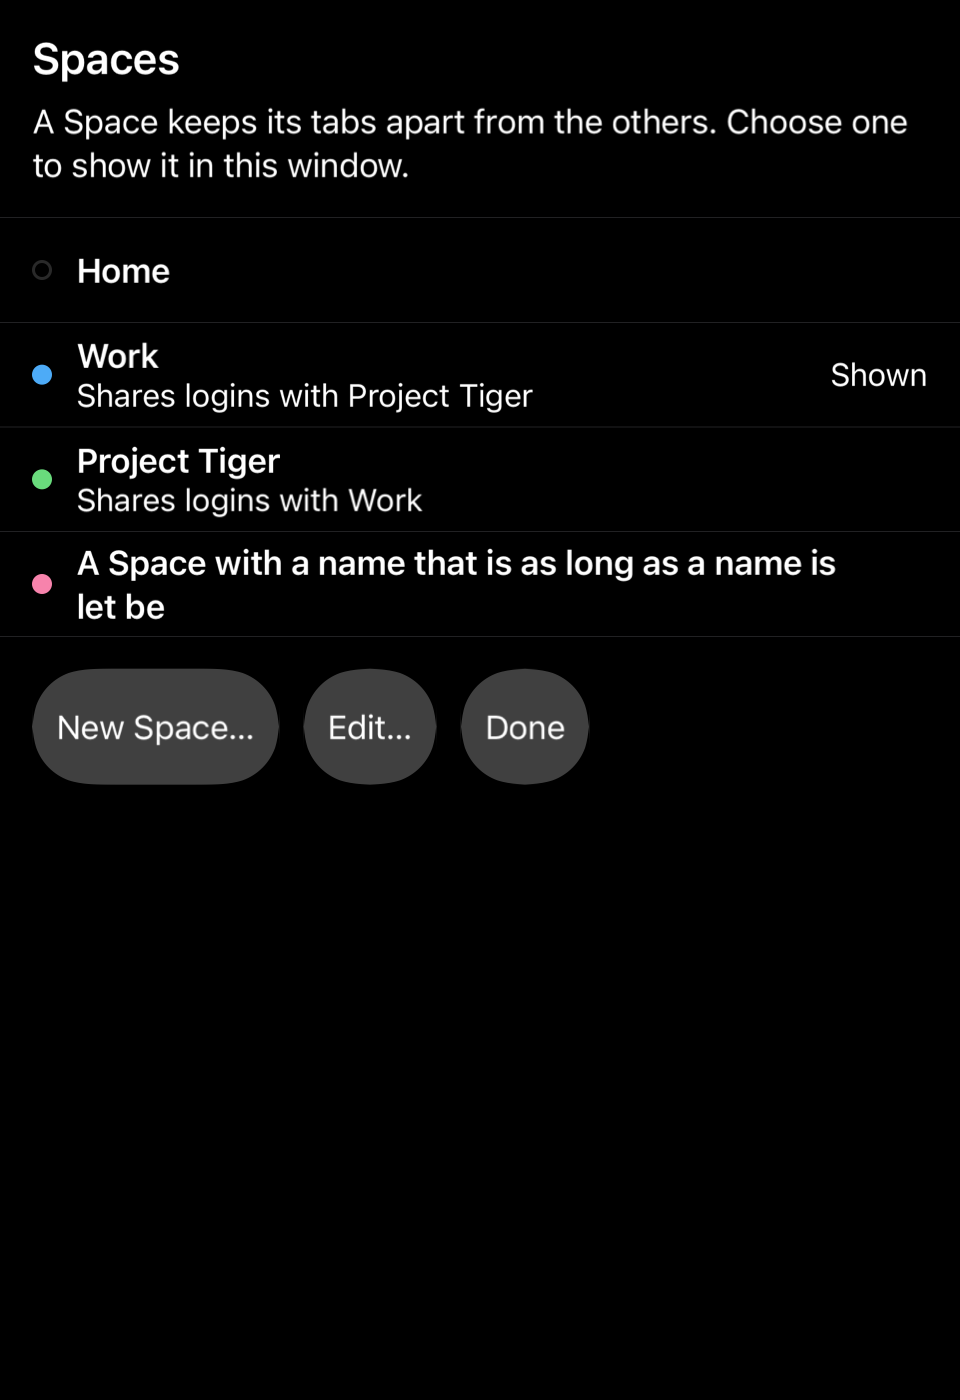 Spaces
A Space keeps its tabs apart from the others. Choose one
to show it in this window.
Home
Work
Shares logins with Project Tiger
Shown
Project Tiger
Shares logins with Work
A Space with a name that is as long as a name is
let be
New Space…
Edit…
Done